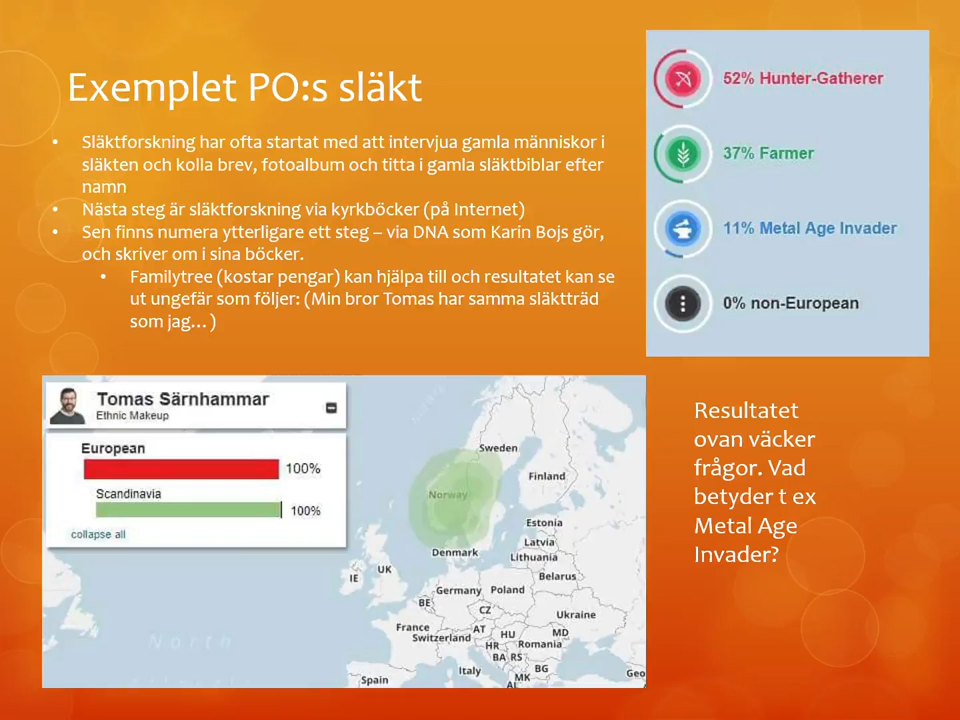 Exemplet PO:s släkt
• Släktforskning har ofta startat med att intervjua gamla människor i
släkten och kolla brev, fotoalbum och titta i gamla släktbiblar efter
namn
• Nästa steg är släktforskning via kyrkböcker (på Internet)
• Sen finns numera ytterligare ett steg – via DNA som Karin Bojs gör,
och skriver om i sina böcker.
• Familytree (kostar pengar) kan hjälpa till och resultatet kan se
ut ungefär som följer: (Min bror Tomas har samma släktträd
som jag…)
52% Hunter-Gatherer
37% Farmer
11% Metal Age Invader
0% non-European
Tomas Särnhammar
Ethnic Makeup
European
100%
Scandinavia
100%
collapse all
Sweden
Finland
Norway
Estonia
Latvia
Denmark
Lithuania
UK
IE
Belarus
Germany
Poland
BE
CZ
Ukraine
France
AT
HU
MD
Switzerland
HR
Romania
BA
RS
Italy
BG
MK
Geo
Spain
AL
North
Resultatet
ovan väcker
frågor. Vad
betyder t ex
Metal Age
Invader?